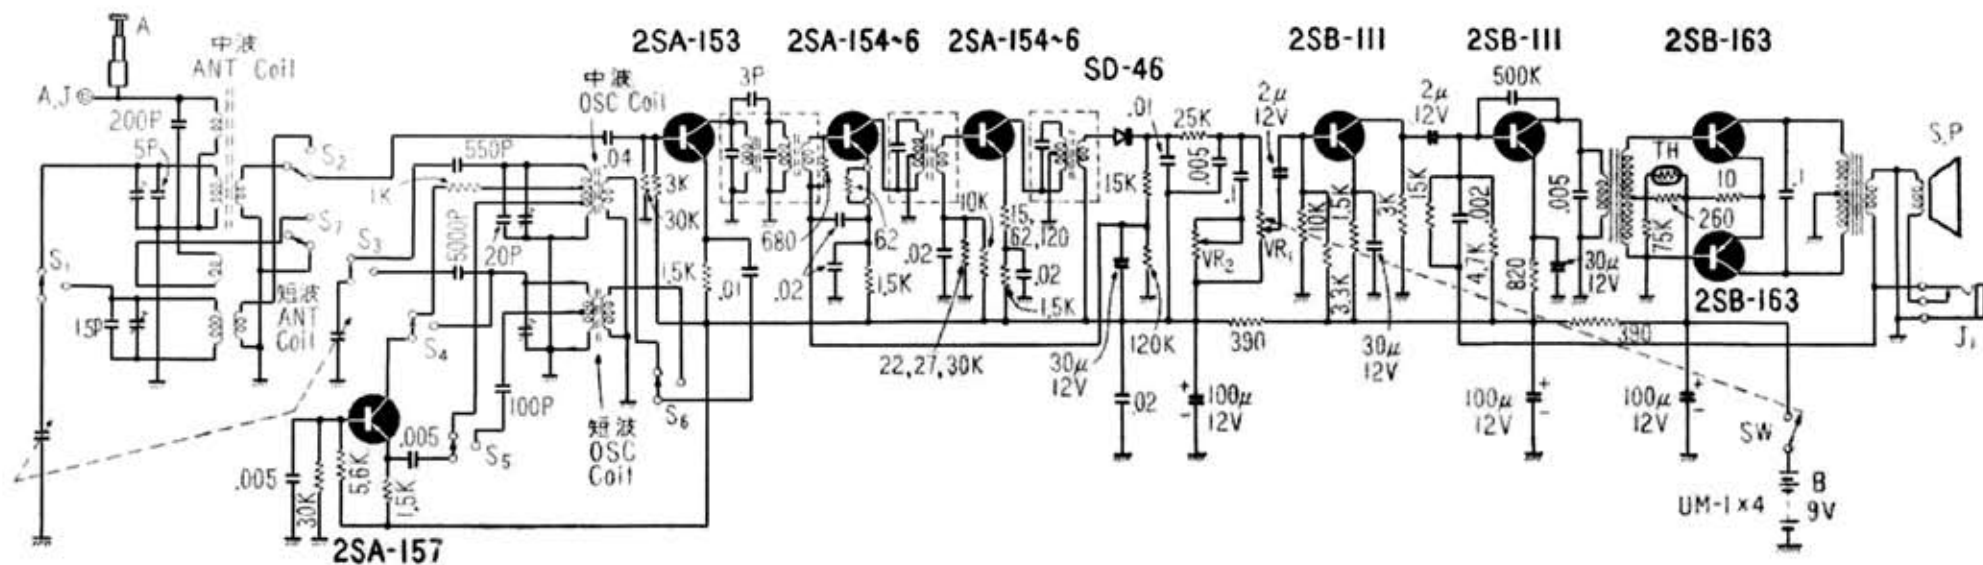 2SA-153
2SA-154~6
2SA-154~6
SD-46
2SB-111
2SB-111
2SB-163
A
中波
ANT Coil
A.J
200P
5P
S₂
S₇
S₁
15P
短波
ANT
Coil
S₃
550P
1K
5000P
20P
中波
OSC Coil
.04
3K
30K
1.5K
.01
3P
680
.02
62
1.5K
.02
10K
22,27,30K
15,
62,120
.02
1.5K
.01
25K
.005
.1
15K
120K
30μ
12V
.02
VR₂
VR₁
100μ
12V
2μ
12V
10K
3.3K
1.5K
390
30μ
12V
3K
2μ
12V
15K
.002
4.7K
500K
820
.005
30μ
12V
100μ
12V
390
TH
75K
260
10
.1
2SB-163
100μ
12V
S.P
J₁
SW
B
UM-1×4
9V
S₄
S₅
S₆
100P
.005
短波
OSC
Coil
.005
30K
5.6K
1.5K
2SA-157